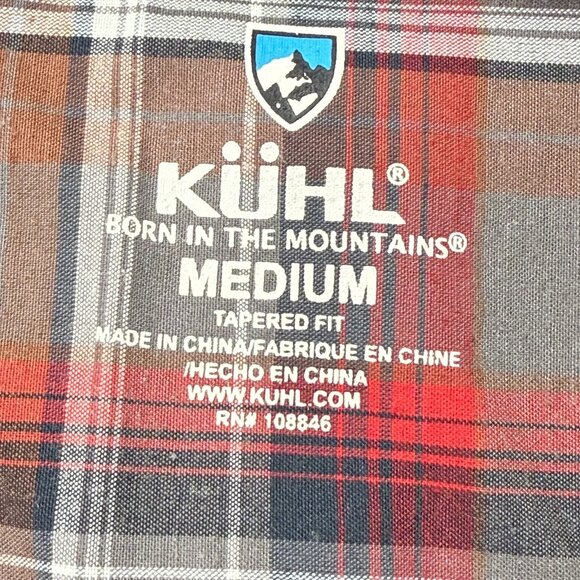 KÜHL®
BORN IN THE MOUNTAINS®
MEDIUM
TAPERED FIT
MADE IN CHINA/FABRIQUE EN CHINE
/HECHO EN CHINA
WWW.KUHL.COM
RN# 108846